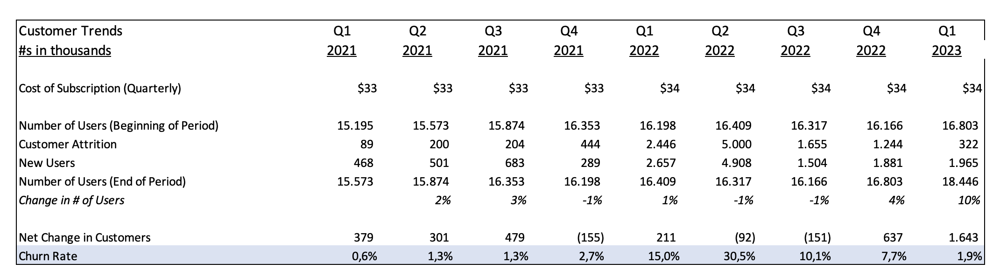 Customer Trends Q1 Q2 Q3 Q4 Q1 Q2 Q3 Q4 Q1
#s in thousands 2021 2021 2021 2021 2022 2022 2022 2022 2023
Cost of Subscription (Quarterly) $33 $33 $33 $33 $34 $34 $34 $34 $34
Number of Users (Beginning of Period) 15.195 15.573 15.874 16.353 16.198 16.409 16.317 16.166 16.803
Customer Attrition 89 200 204 444 2.446 5.000 1.655 1.244 322
New Users 468 501 683 289 2.657 4.908 1.504 1.881 1.965
Number of Users (End of Period) 15.573 15.874 16.353 16.198 16.409 16.317 16.166 16.803 18.446
Change in # of Users 2% 3% -1% 1% -1% -1% 4% 10%
Net Change in Customers 379 301 479 (155) 211 (92) (151) 637 1.643
Churn Rate 0,6% 1,3% 1,3% 2,7% 15,0% 30,5% 10,1% 7,7% 1,9%